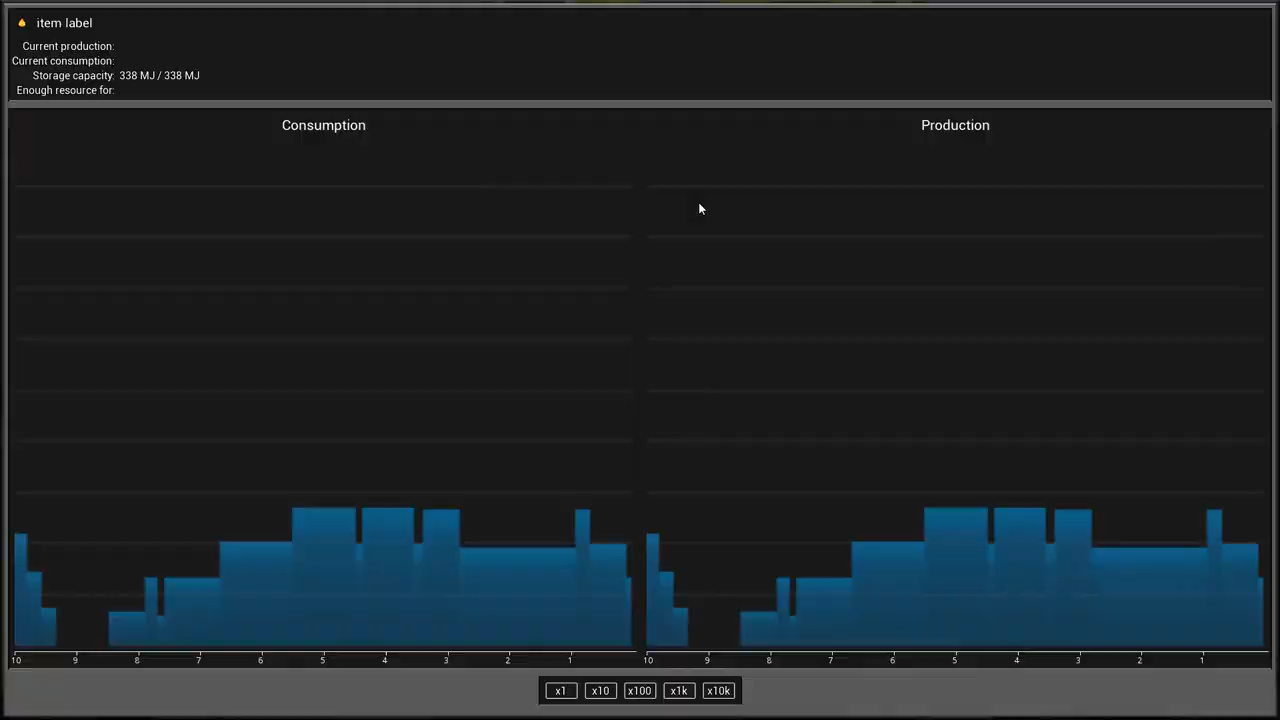 item label
Current production:
Current consumption:
Storage capacity: 338 MJ / 338 MJ
Enough resource for:
Consumption
Production
10 9 8 7 6 5 4 3 2 1
10 9 8 7 6 5 4 3 2 1
x1 x10 x100 x1k x10k